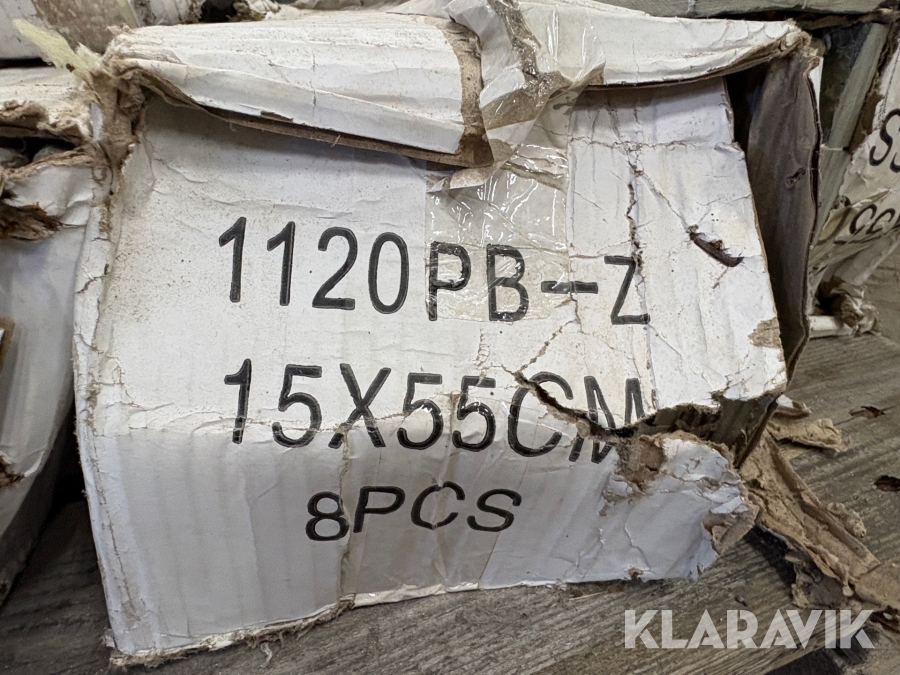 1120PB-Z
15X55CM
8PCS
KLARAVIK